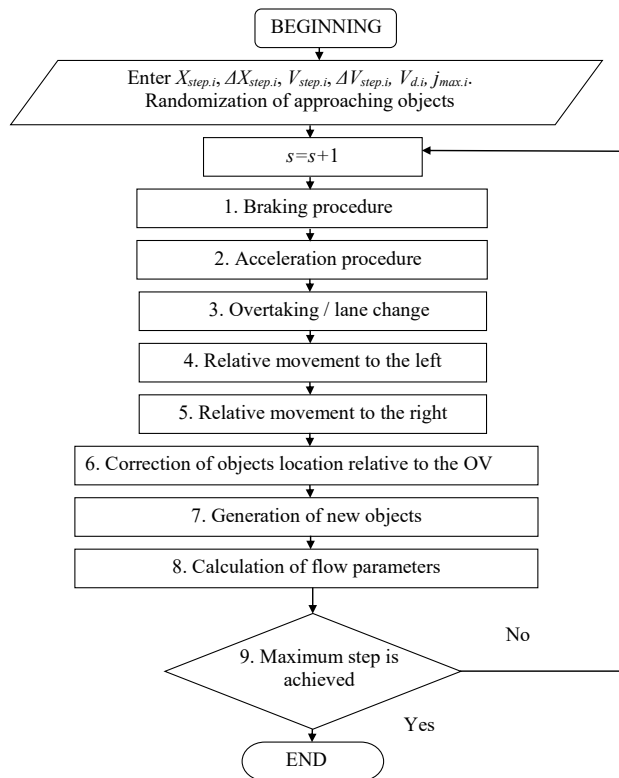 BEGINNING
Enter Xstep.i, ΔXstep.i, Vstep.i, ΔVstep.i, Vd.i, jmax.i.
Randomization of approaching objects
s=s+1
1. Braking procedure
2. Acceleration procedure
3. Overtaking / lane change
4. Relative movement to the left
5. Relative movement to the right
6. Correction of objects location relative to the OV
7. Generation of new objects
8. Calculation of flow parameters
9. Maximum step is
achieved
No
Yes
END